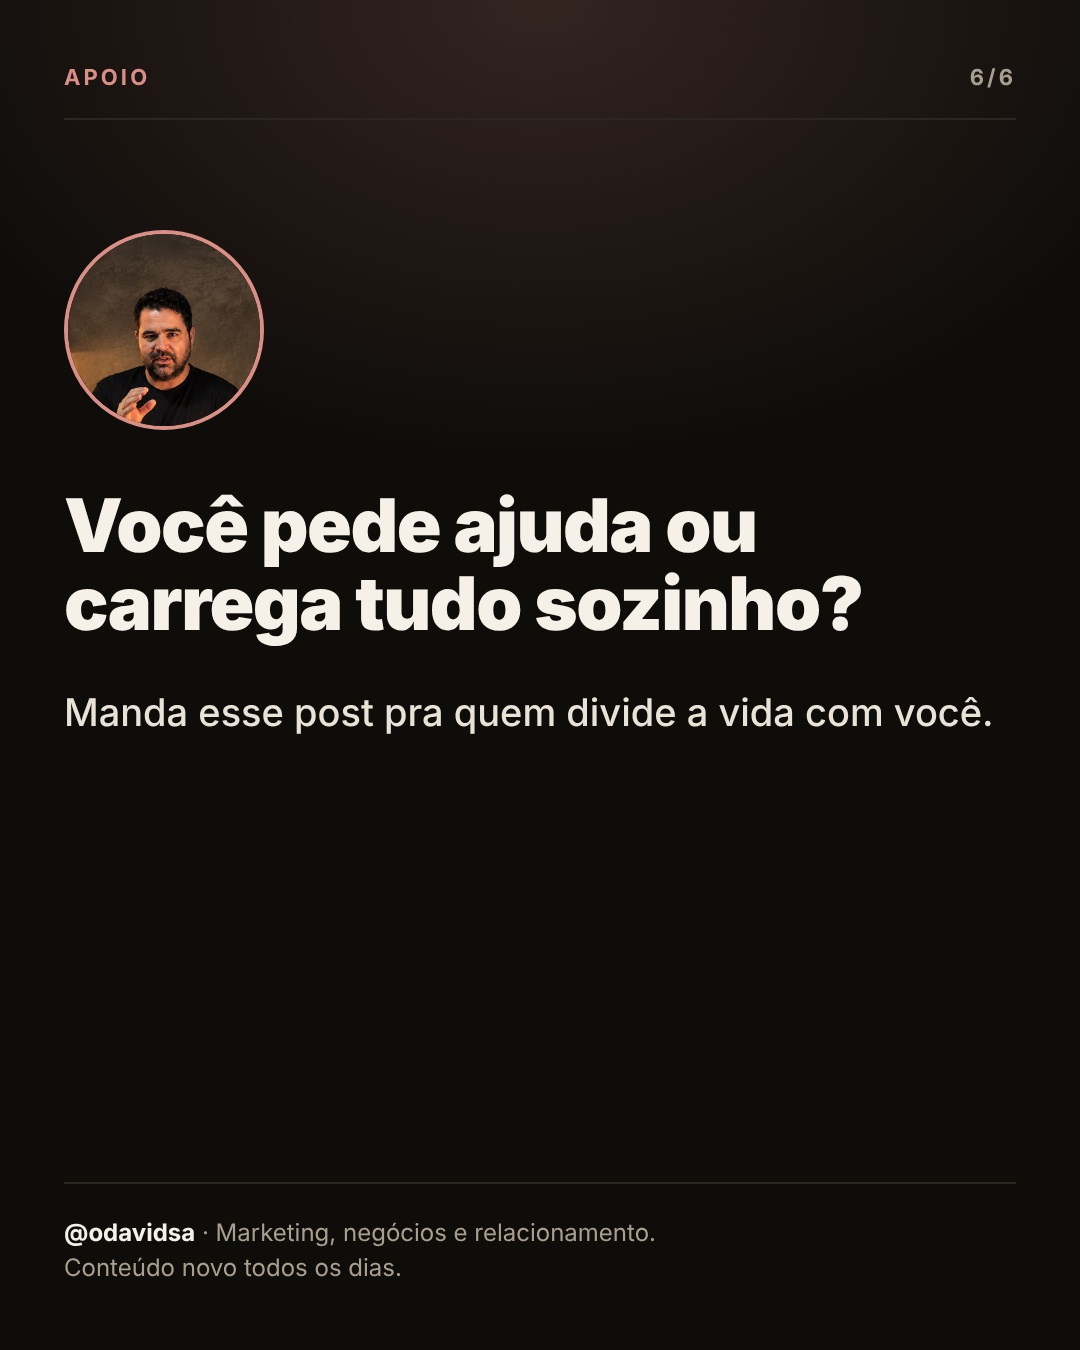 APOIO
6/6
Você pede ajuda ou
carrega tudo sozinho?
Manda esse post pra quem divide a vida com você.
@odavidsa · Marketing, negócios e relacionamento.
Conteúdo novo todos os dias.